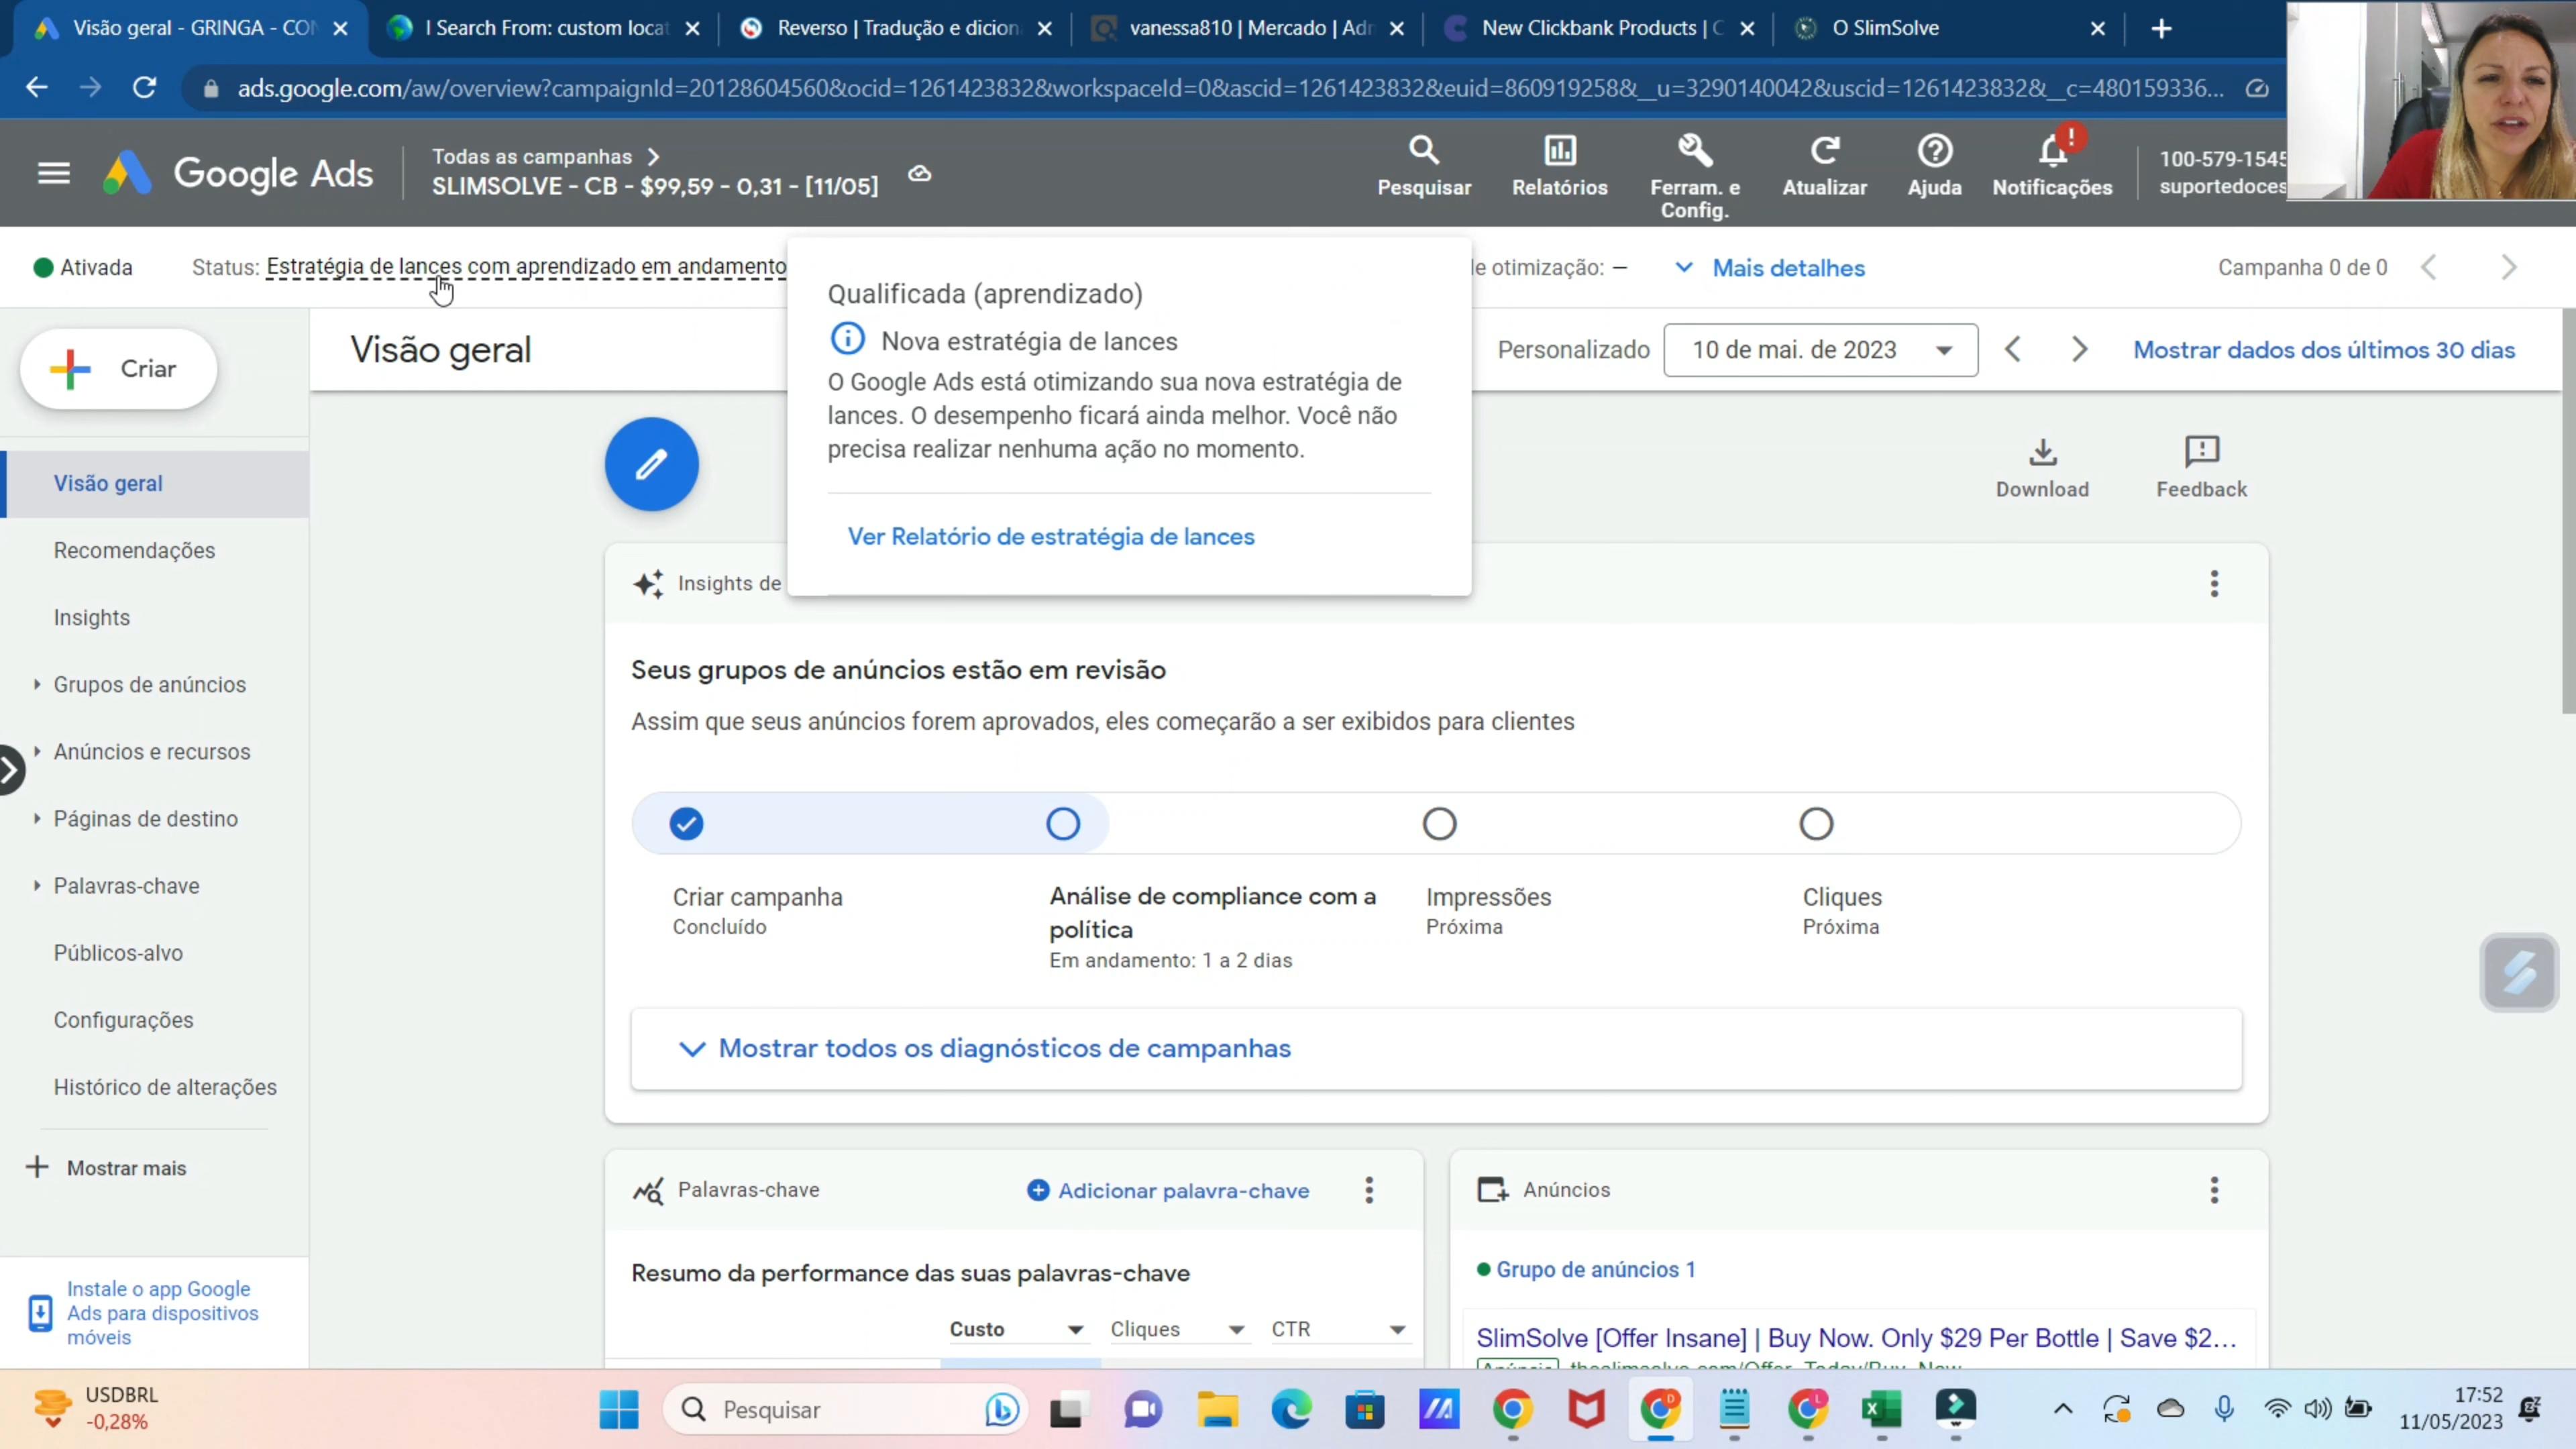 Visão geral - GRINGA - CO
I Search From: custom locat
Reverso | Tradução e dicion
vanessa810 | Mercado | Adr
New Clickbank Products | C
O SlimSolve
ads.google.com/aw/overview?campaignId=20128604560&ocid=1261423832&workspaceId=0&ascid=1261423832&euid=860919258&__u=3290140042&uscid=1261423832&__c=480159336...
Google Ads
Todas as campanhas
SLIMSOLVE - CB - $99,59 - 0,31 - [11/05]
Pesquisar
Relatórios
Ferram. e
Config.
Atualizar
Ajuda
Notificações
100-579-1545
suportedoces
Ativada
Status: Estratégia de lances com aprendizado em andamento
e otimização: –
Mais detalhes
Campanha 0 de 0
Qualificada (aprendizado)
Nova estratégia de lances
O Google Ads está otimizando sua nova estratégia de
lances. O desempenho ficará ainda melhor. Você não
precisa realizar nenhuma ação no momento.
Ver Relatório de estratégia de lances
Criar
Visão geral
Personalizado
10 de mai. de 2023
Mostrar dados dos últimos 30 dias
Download
Feedback
Visão geral
Recomendações
Insights
Grupos de anúncios
Anúncios e recursos
Páginas de destino
Palavras-chave
Públicos-alvo
Configurações
Histórico de alterações
Mostrar mais
Instale o app Google
Ads para dispositivos
móveis
Insights de
Seus grupos de anúncios estão em revisão
Assim que seus anúncios forem aprovados, eles começarão a ser exibidos para clientes
Criar campanha
Concluído
Análise de compliance com a
política
Em andamento: 1 a 2 dias
Impressões
Próxima
Cliques
Próxima
Mostrar todos os diagnósticos de campanhas
Palavras-chave
Adicionar palavra-chave
Resumo da performance das suas palavras-chave
Custo
Cliques
CTR
Anúncios
Grupo de anúncios 1
SlimSolve [Offer Insane] | Buy Now. Only $29 Per Bottle | Save $2...
USDBRL
-0,28%
Pesquisar
17:52
11/05/2023